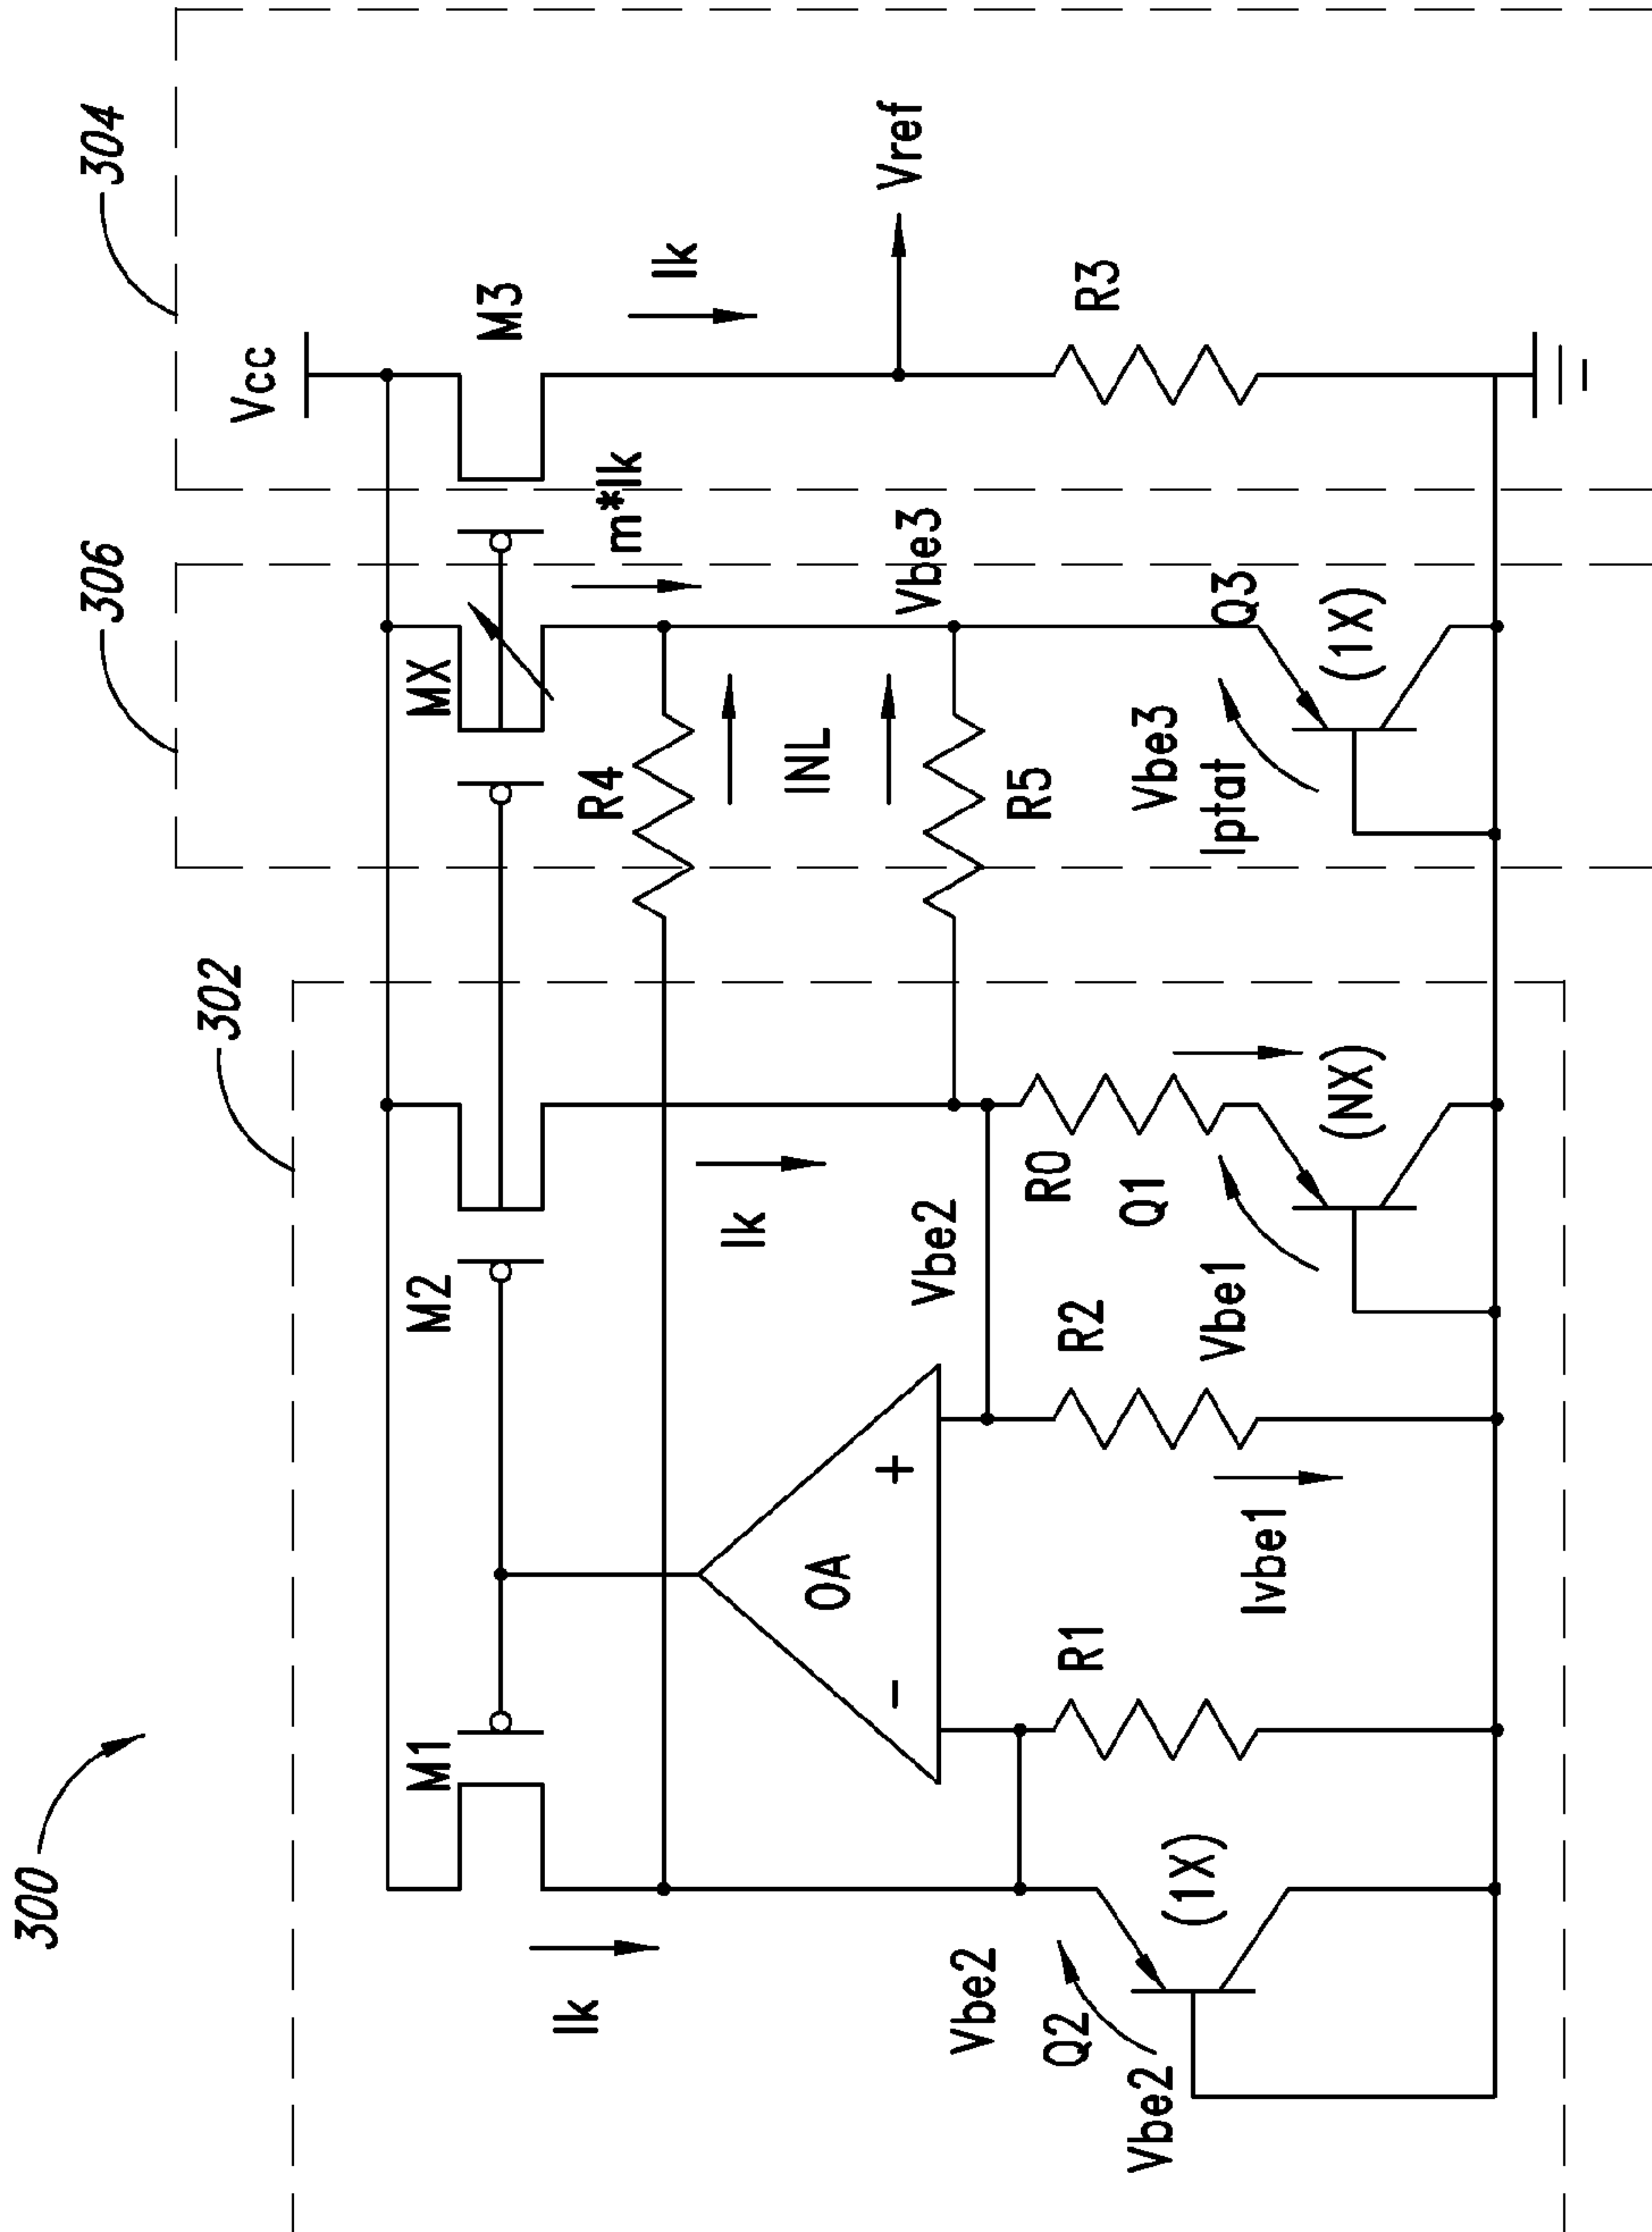 300
302
306
304
Vcc
M1
M2
MX
M3
Ik
Ik
m*Ik
Ik
R4
INL
R5
OA
-
+
Vbe2
Vbe2
Vbe3
Vref
Q2
Vbe2
(1X)
R1
R2
R0
Q1
R3
Ivbe1
Vbe1
(NX)
Vbe3
Iptat
Q3
(1X)